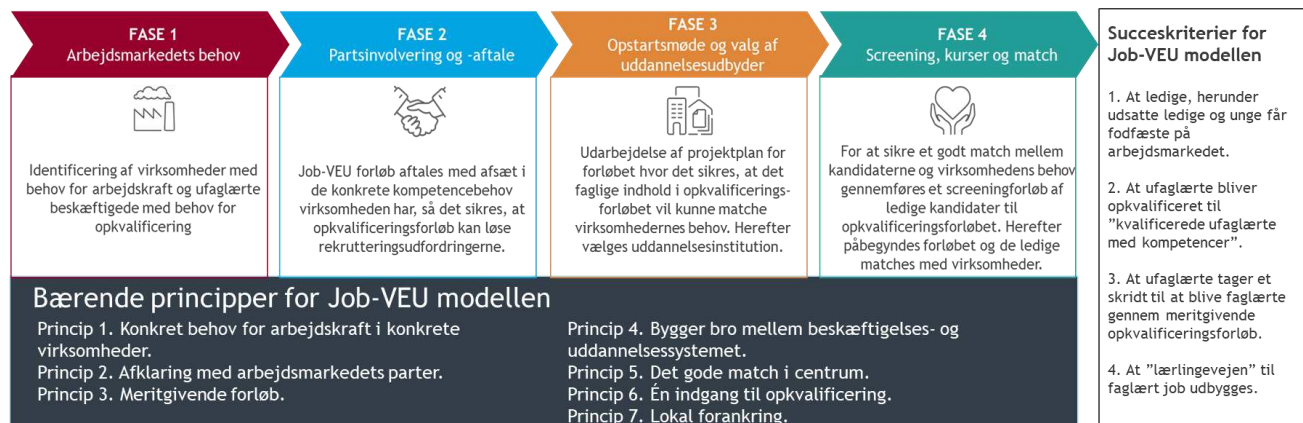 FASE 1
Arbejdsmarkedets behov
Identificering af virksomheder med
behov for arbejdskraft og ufaglærte
beskæftigede med behov for
opkvalificering
FASE 2
Partsinvolvering og -aftale
Job-VEU forløb aftales med afsæt i
de konkrete kompetencebehov
virksomheden har, så det sikres, at
opkvalificeringsforløb kan løse
rekrutteringsudfordringerne.
FASE 3
Opstartsmøde og valg af
uddannelsesudbyder
Udarbejdelse af projektplan for
forløbet hvor det sikres, at det
faglige indhold i opkvalificerings-
forløbet vil kunne matche
virksomhedernes behov. Herefter
vælges uddannelsesinstitution.
FASE 4
Screening, kurser og match
For at sikre et godt match mellem
kandidaterne og virksomhedens behov
gennemføres et screeningforløb af
ledige kandidater til
opkvalificeringsforløbet. Herefter
påbegyndes forløbet og de ledige
matches med virksomheder.
Bærende principper for Job-VEU modellen
Princip 1. Konkret behov for arbejdskraft i konkrete
virksomheder.
Princip 2. Afklaring med arbejdsmarkedets parter.
Princip 3. Meritgivende forløb.
Princip 4. Bygger bro mellem beskæftigelses- og
uddannelsessystemet.
Princip 5. Det gode match i centrum.
Princip 6. Én indgang til opkvalificering.
Princip 7. Lokal forankring.
Succeskriterier for
Job-VEU modellen
1. At ledige, herunder
udsatte ledige og unge får
fodfæste på
arbejdsmarkedet.
2. At ufaglærte bliver
opkvalificeret til
”kvalificerede ufaglærte
med kompetencer”.
3. At ufaglærte tager et
skridt til at blive faglærte
gennem meritgivende
opkvalificeringsforløb.
4. At ”lærlingevejen” til
faglært job udbygges.